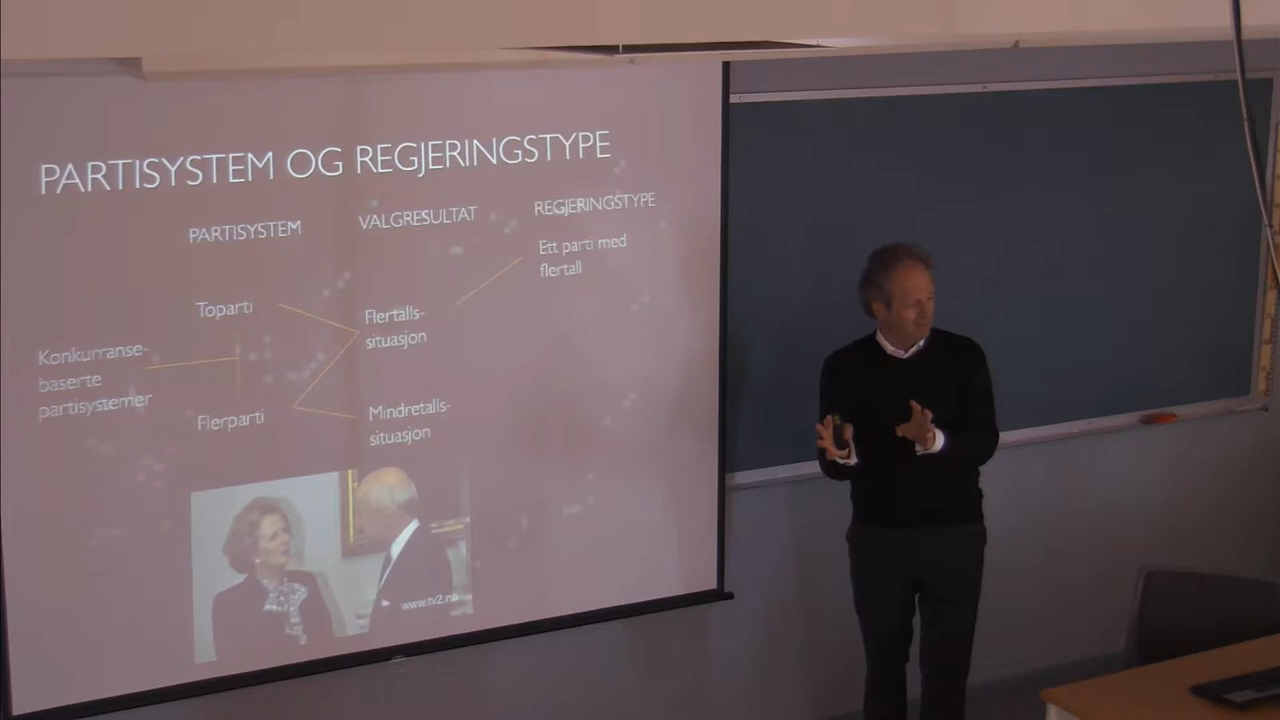 PARTISYSTEM OG REGJERINGSTYPE
PARTISYSTEM
VALGRESULTAT
REGJERINGSTYPE
Ett parti med
flertall
Toparti
Flertalls-
situasjon
Konkurranse-
baserte
partisystemer
Flerparti
Mindretalls-
situasjon
www.tv2.no